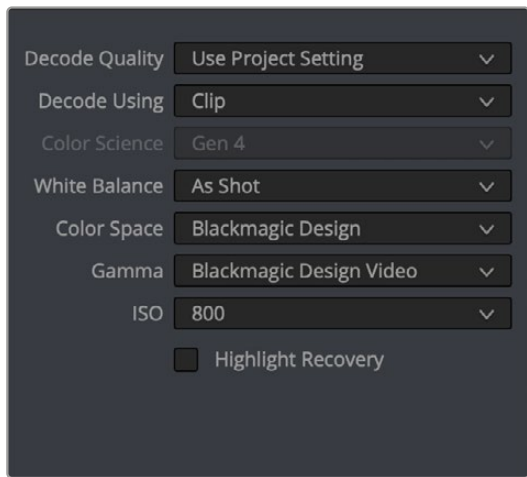 Decode Quality Use Project Setting
Decode Using Clip
Color Science Gen 4
White Balance As Shot
Color Space Blackmagic Design
Gamma Blackmagic Design Video
ISO 800
Highlight Recovery